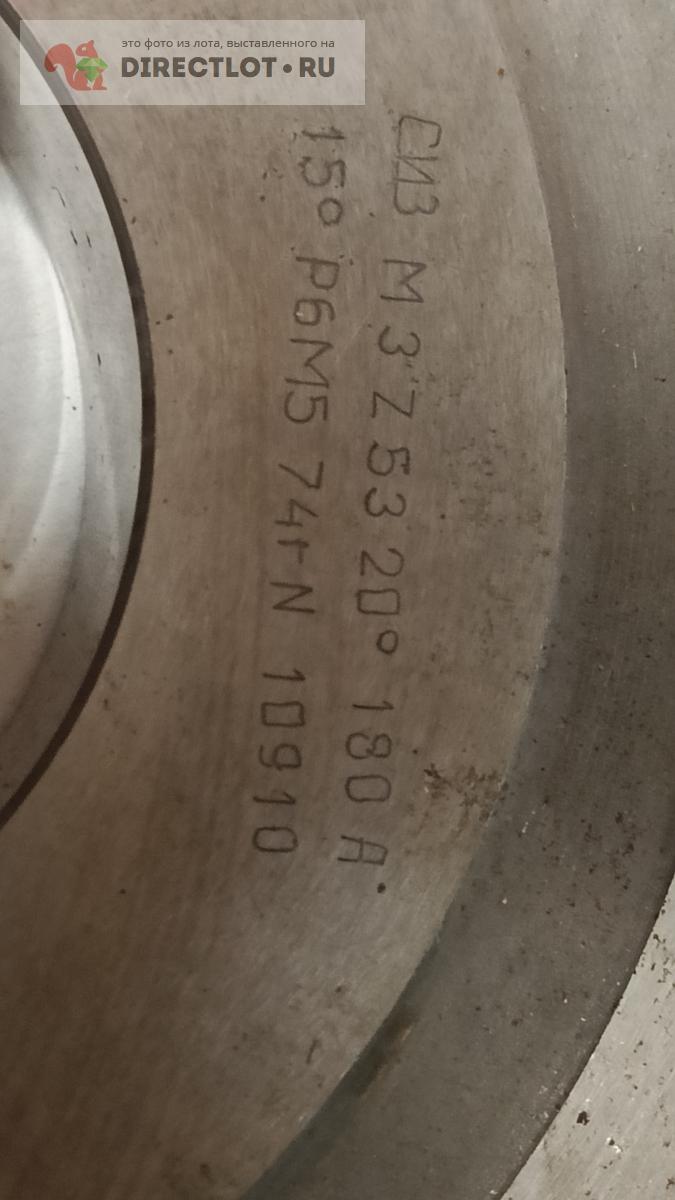 это фото из лота, выставленного на
DIRECTLOT•RU
СИЗ М 3 Z 53 20° 180 А
15° Р6М5 74г N 10910